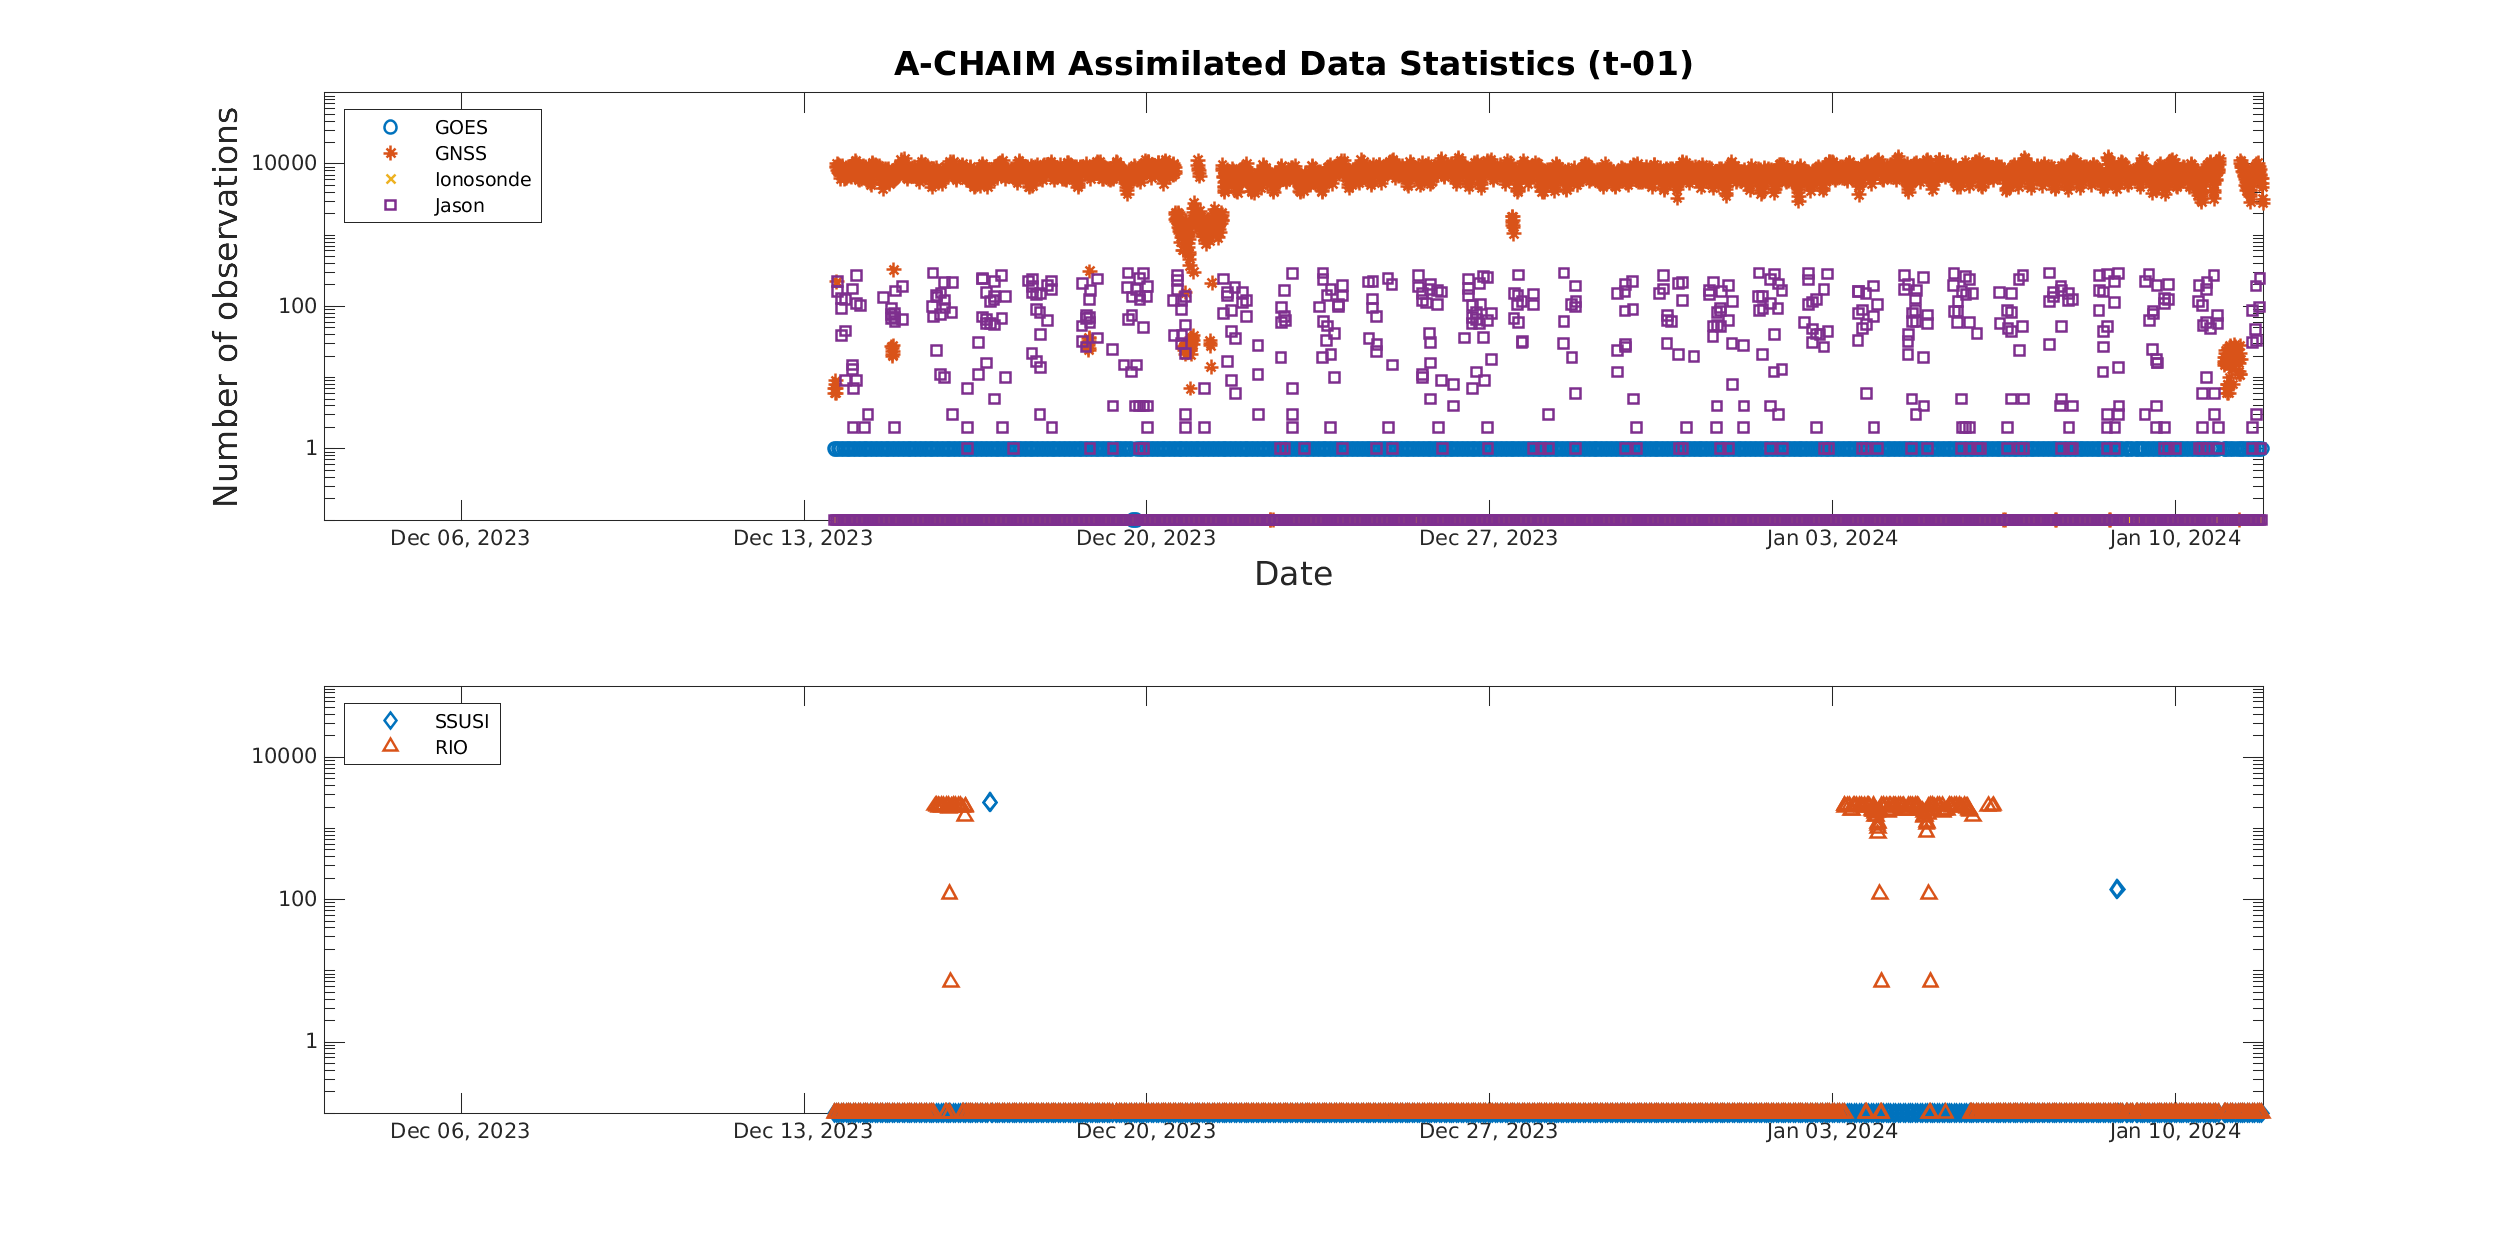 A-CHAIM Assimilated Data Statistics (t-01)
Number of observations
10000
100
1
GOES
GNSS
Ionosonde
Jason
Dec 06, 2023
Dec 13, 2023
Dec 20, 2023
Dec 27, 2023
Jan 03, 2024
Jan 10, 2024
Date
10000
100
1
SSUSI
RIO
Dec 06, 2023
Dec 13, 2023
Dec 20, 2023
Dec 27, 2023
Jan 03, 2024
Jan 10, 2024